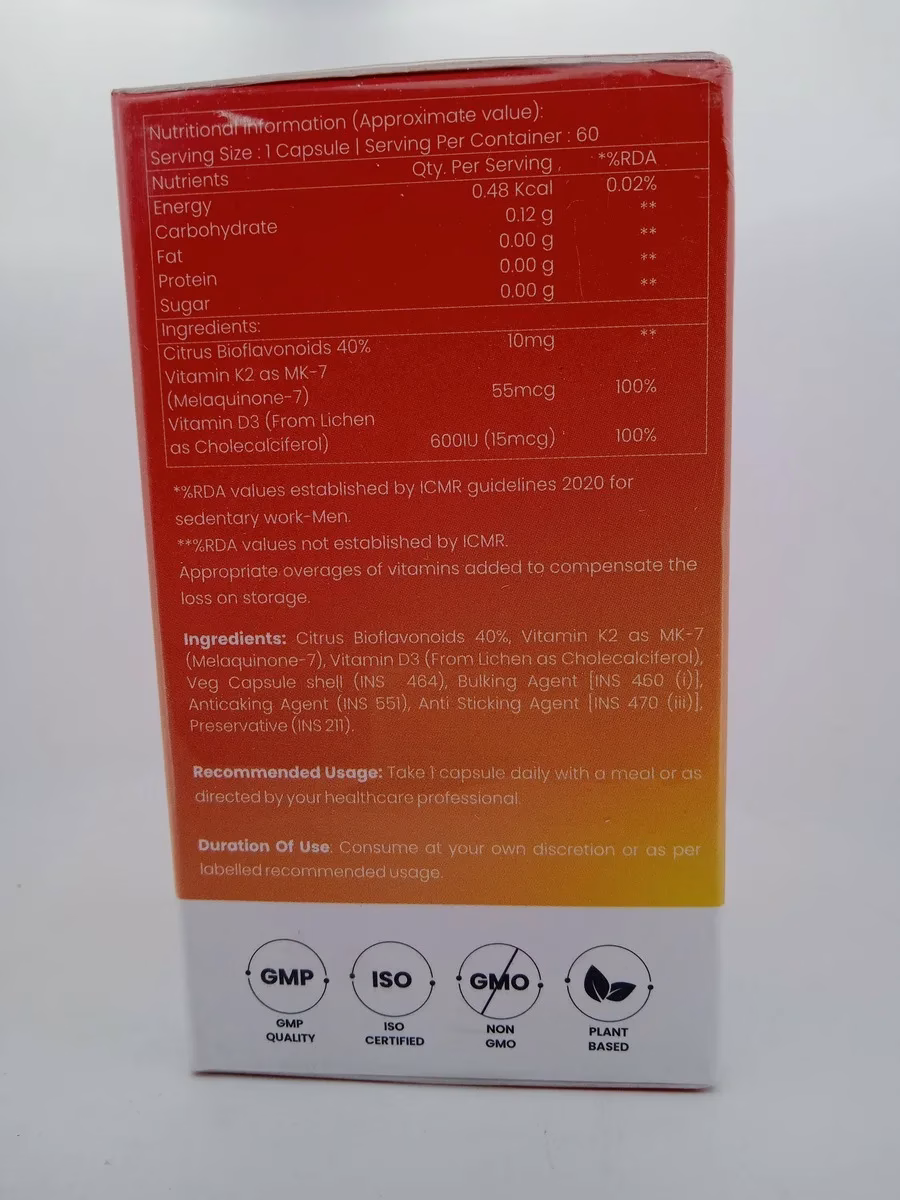 Nutritional Information (Approximate value):
Serving Size : 1 Capsule | Serving Per Container : 60
Nutrients Qty. Per Serving *%RDA
Energy 0.48 Kcal 0.02%
Carbohydrate 0.12 g **
Fat 0.00 g **
Protein 0.00 g **
Sugar 0.00 g **
Ingredients:
Citrus Bioflavonoids 40% 10mg **
Vitamin K2 as MK-7
(Melaquinone-7) 55mcg 100%
Vitamin D3 (From Lichen
as Cholecalciferol) 600IU (15mcg) 100%
*%RDA values established by ICMR guidelines 2020 for
sedentary work-Men.
**%RDA values not established by ICMR.
Appropriate overages of vitamins added to compensate the
loss on storage.
Ingredients: Citrus Bioflavonoids 40%, Vitamin K2 as MK-7
(Melaquinone-7), Vitamin D3 (From Lichen as Cholecalciferol),
Veg Capsule shell (INS 464), Bulking Agent [INS 460 (i)],
Anticaking Agent (INS 551), Anti Sticking Agent [INS 470 (iii)],
Preservative (INS 211).
Recommended Usage: Take 1 capsule daily with a meal or as
directed by your healthcare professional.
Duration Of Use: Consume at your own discretion or as per
labelled recommended usage.
GMP ISO GMO
GMP
QUALITY
ISO
CERTIFIED
NON
GMO
PLANT
BASED